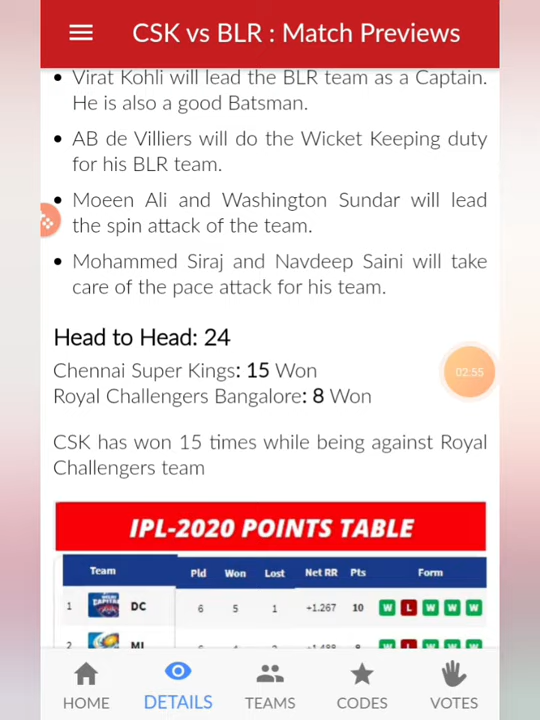 CSK vs BLR : Match Previews
Virat Kohli will lead the BLR team as a Captain.
He is also a good Batsman.
AB de Villiers will do the Wicket Keeping duty
for his BLR team.
Moeen Ali and Washington Sundar will lead
the spin attack of the team.
Mohammed Siraj and Navdeep Saini will take
care of the pace attack for his team.
Head to Head: 24
Chennai Super Kings: 15 Won
Royal Challengers Bangalore: 8 Won
02:55
CSK has won 15 times while being against Royal
Challengers team
IPL-2020 POINTS TABLE
Team Pld Won Lost Net RR Pts Form
1 DC 6 5 1 +1.267 10 W L W W W
2 MI
HOME DETAILS TEAMS CODES VOTES